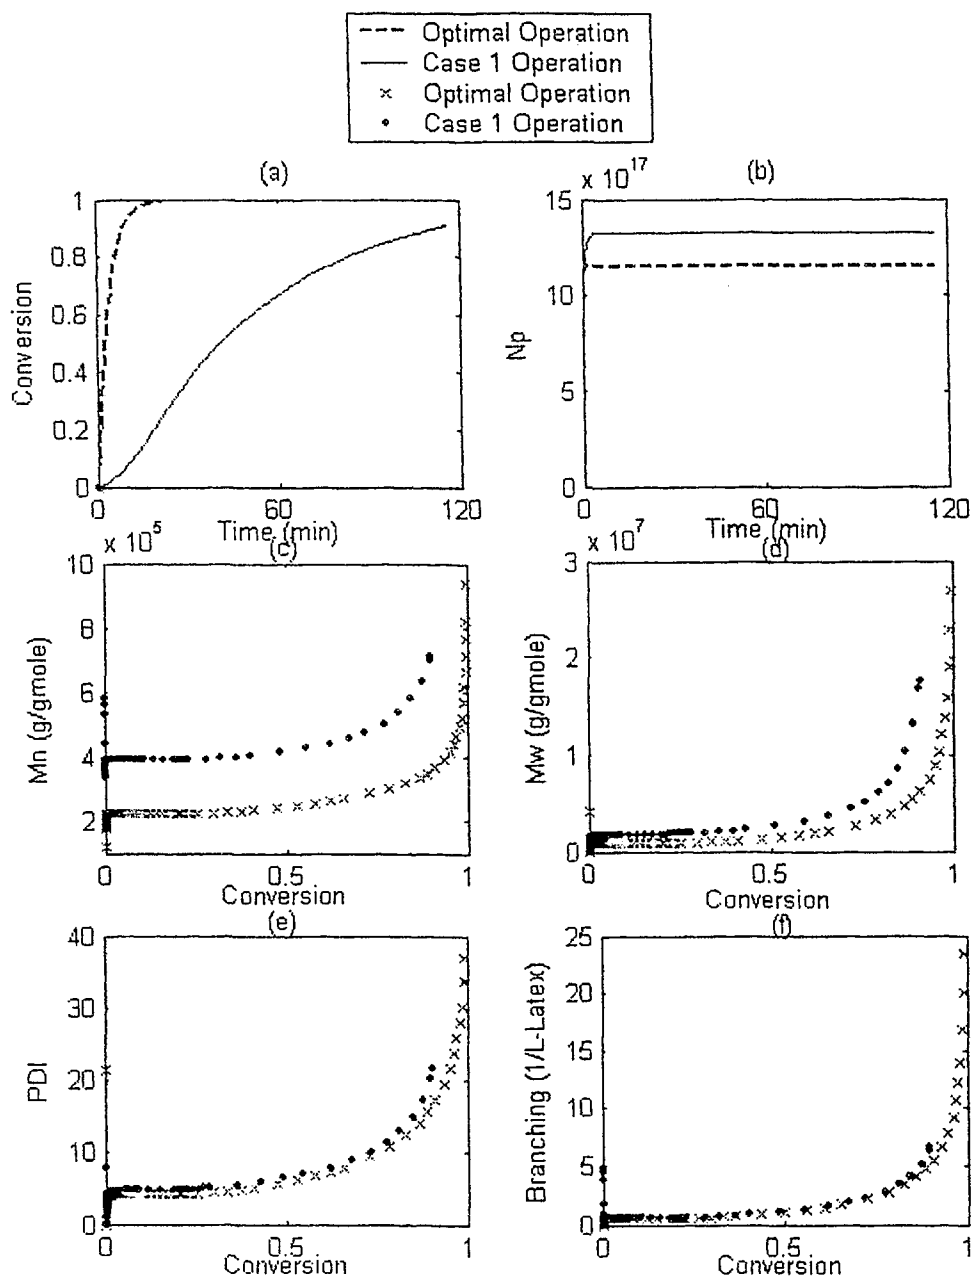 Optimal Operation
Case 1 Operation
Optimal Operation
Case 1 Operation
(a)
Conversion
1
0.8
0.6
0.4
0.2
0
0
60
120
Time (min)
(b)
x 10^17
Np
15
10
5
0
0
60
120
Time (min)
(c)
x 10^5
Mn (g/gmole)
10
8
6
4
2
0
0.5
1
Conversion
(d)
x 10^7
Mw (g/gmole)
3
2
1
0
0
0.5
1
Conversion
(e)
PDI
40
30
20
10
0
0
0.5
1
Conversion
(f)
Branching (1/L-Latex)
25
20
15
10
5
0
0
0.5
1
Conversion